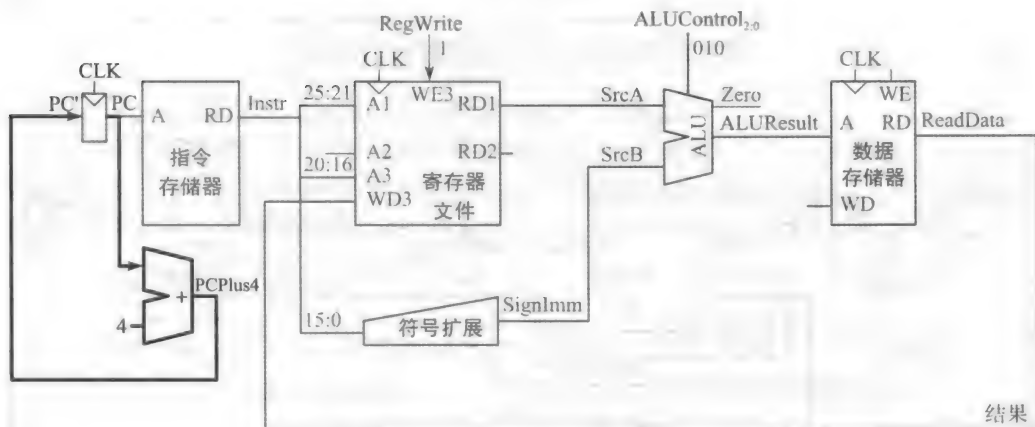 RegWrite
ALUControl2:0
1
010
CLK
CLK
CLK
PC'
PC
A
RD
Instr
25:21
A1
WE3
RD1
SrcA
Zero
WE
指令
存储器
A2
RD2
ALU
ALUResult
A
RD
ReadData
20:16
A3
寄存器
文件
WD3
SrcB
数据
存储器
WD
PCPlus4
+
4
15:0
符号扩展
SignImm
结果